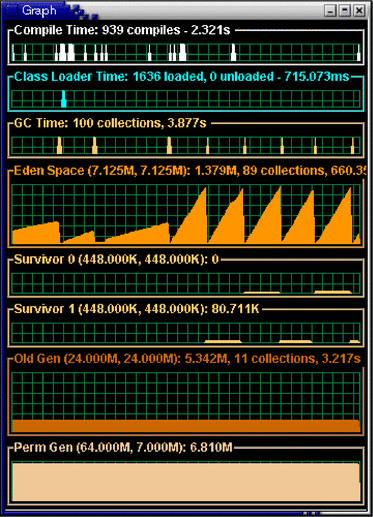 Graph
Compile Time: 939 compiles - 2.321s
Class Loader Time: 1636 loaded, 0 unloaded - 715.073ms
GC Time: 100 collections, 3.877s
Eden Space (7.125M, 7.125M): 1.379M, 89 collections, 660.35
Survivor 0 (448.000K, 448.000K): 0
Survivor 1 (448.000K, 448.000K): 80.711K
Old Gen (24.000M, 24.000M): 5.342M, 11 collections, 3.217s
Perm Gen (64.000M, 7.000M): 6.810M